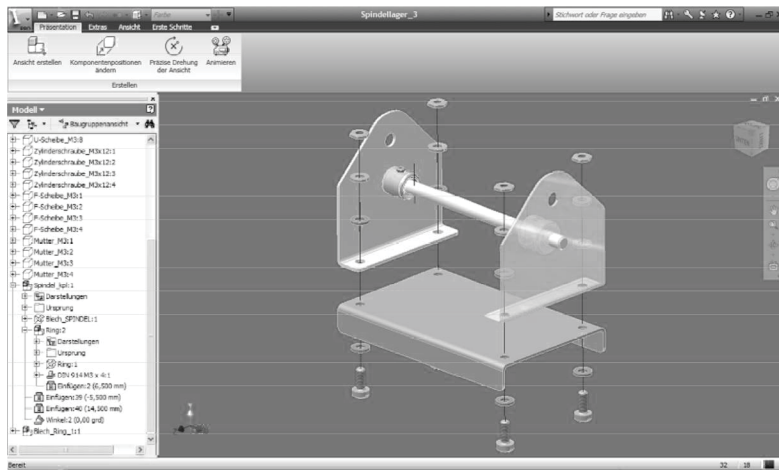 Farbe
Spindellager_3
Stichwort oder Frage eingeben
Präsentation Extras Ansicht Erste Schritte
Ansicht erstellen Komponentenpositionen ändern Präzise Drehung der Ansicht Animieren
Erstellen
Modell
Baugruppenansicht
U-Scheibe_M3:8
Zylinderschraube_M3x12:1
Zylinderschraube_M3x12:2
Zylinderschraube_M3x12:3
Zylinderschraube_M3x12:4
F-Scheibe_M3:1
F-Scheibe_M3:2
F-Scheibe_M3:3
F-Scheibe_M3:4
Mutter_M3:1
Mutter_M3:2
Mutter_M3:3
Mutter_M3:4
Spindel_kpl:1
Darstellungen
Ursprung
Blech_SPINDEL:1
Ring:2
Darstellungen
Ursprung
Ring:1
DIN 914 M3 x 4:1
Einfügen:2 (6,500 mm)
Einfügen:39 (-5,500 mm)
Einfügen:40 (14,500 mm)
Winkel:2 (0,00 grd)
Blech_Ring_1:1
Bereit
32 18